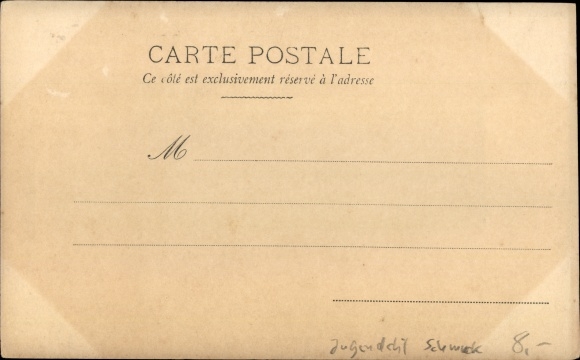 CARTE POSTALE
Ce côté est exclusivement réservé à l'adresse
M
Jugendstil Schmuck 8,-